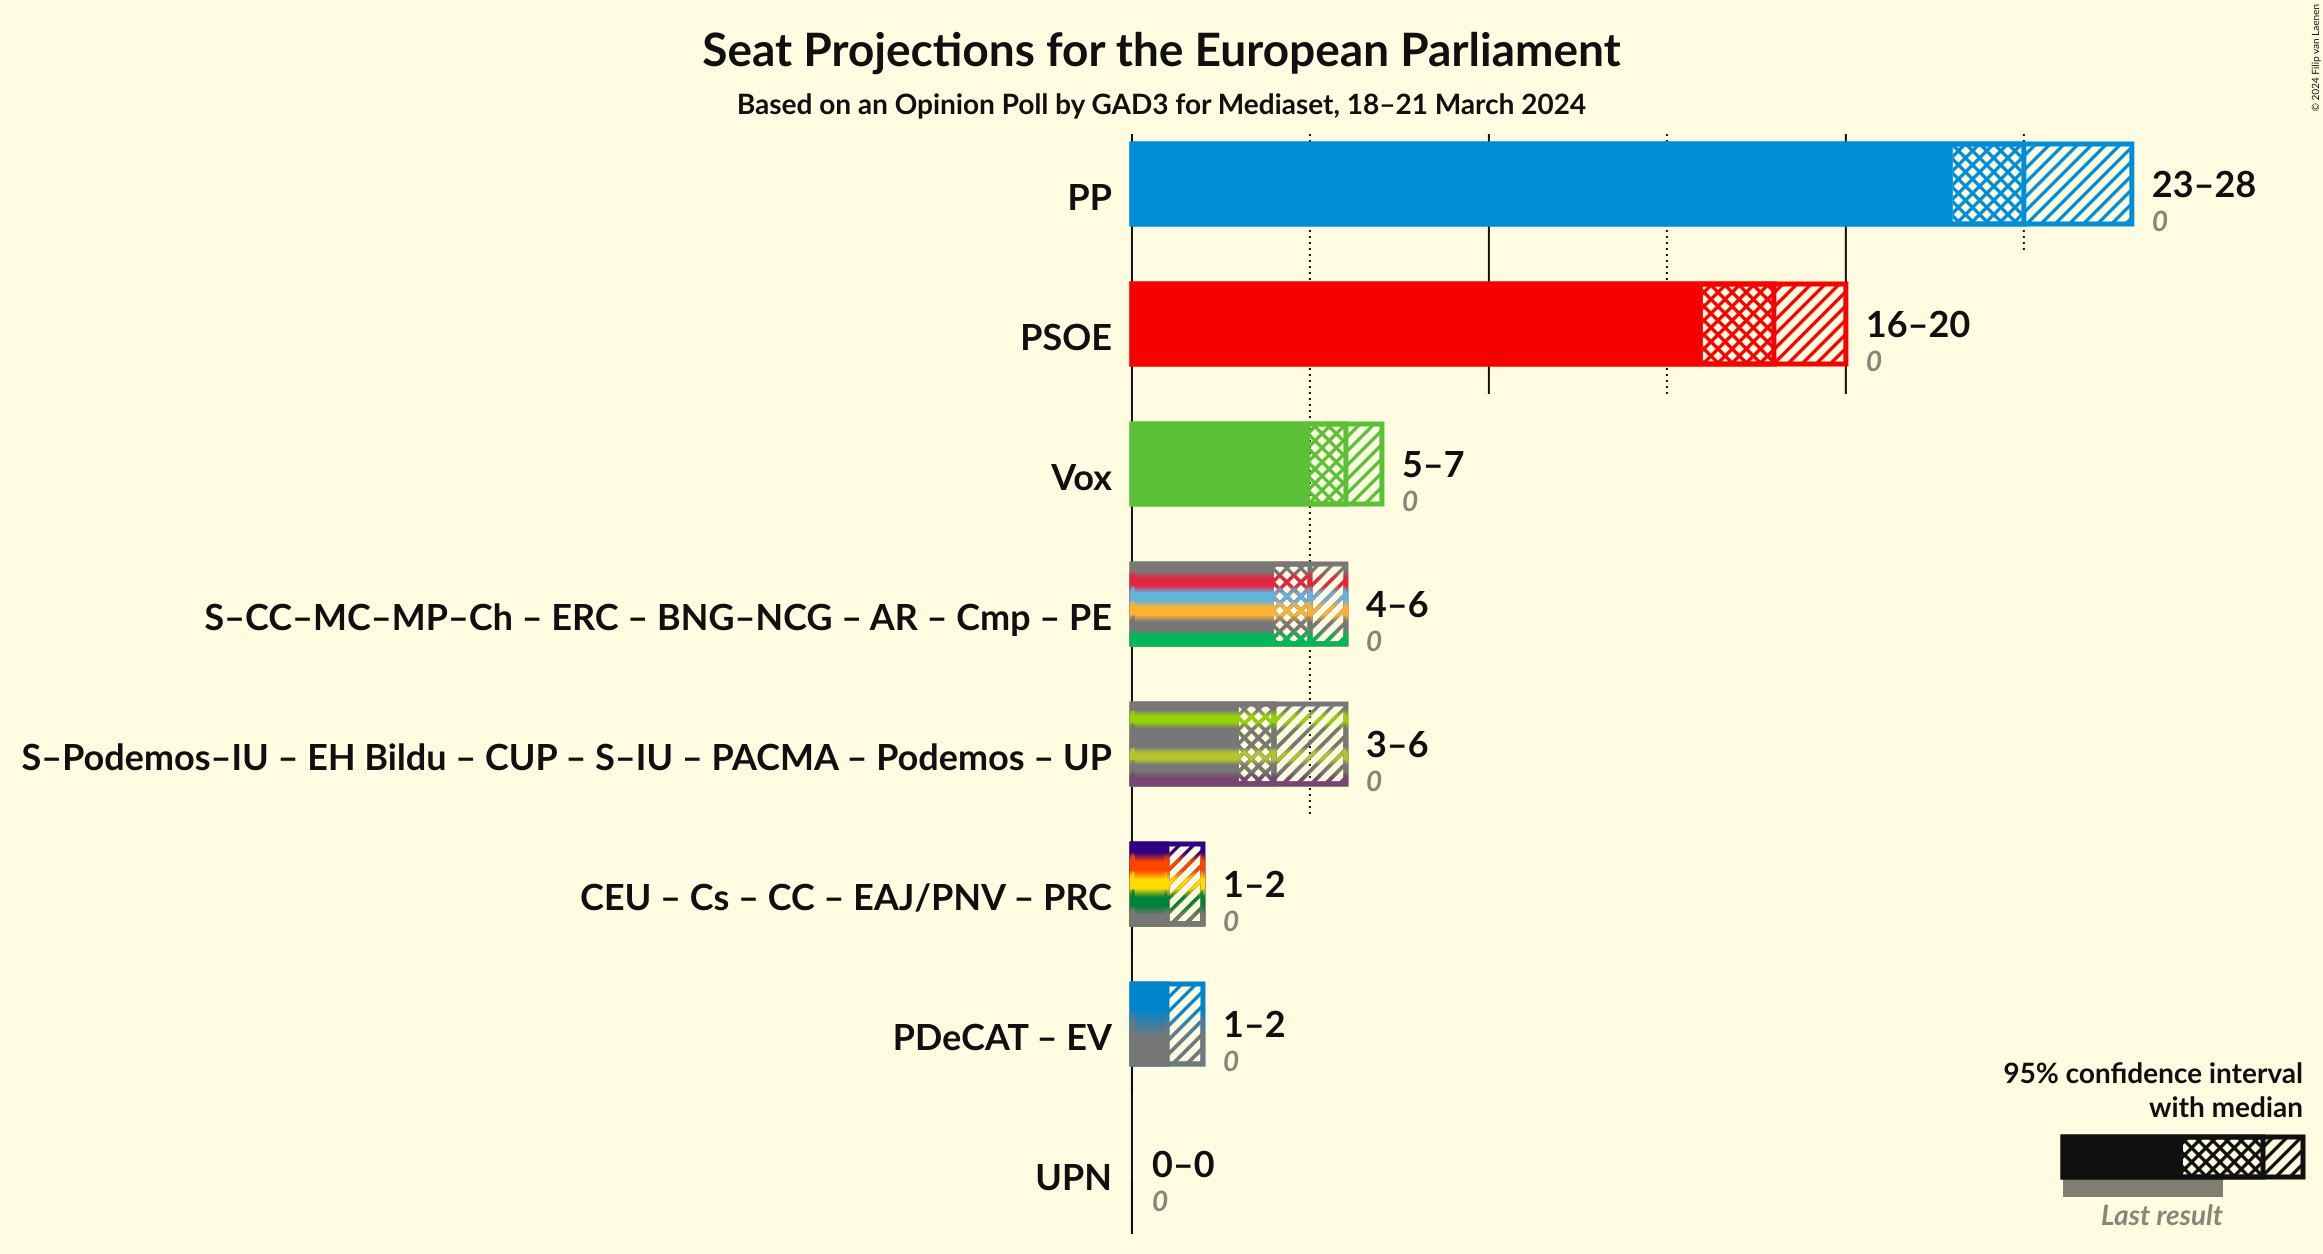 Seat Projections for the European Parliament
Based on an Opinion Poll by GAD3 for Mediaset, 18–21 March 2024
© 2024 Filip van Laenen
PP
23–28
0
PSOE
16–20
0
Vox
5–7
0
S–CC–MC–MP–Ch – ERC – BNG–NCG – AR – Cmp – PE
4–6
0
S–Podemos–IU – EH Bildu – CUP – S–IU – PACMA – Podemos – UP
3–6
0
CEU – Cs – CC – EAJ/PNV – PRC
1–2
0
PDeCAT – EV
1–2
0
UPN
0–0
0
95% confidence interval
with median
Last result